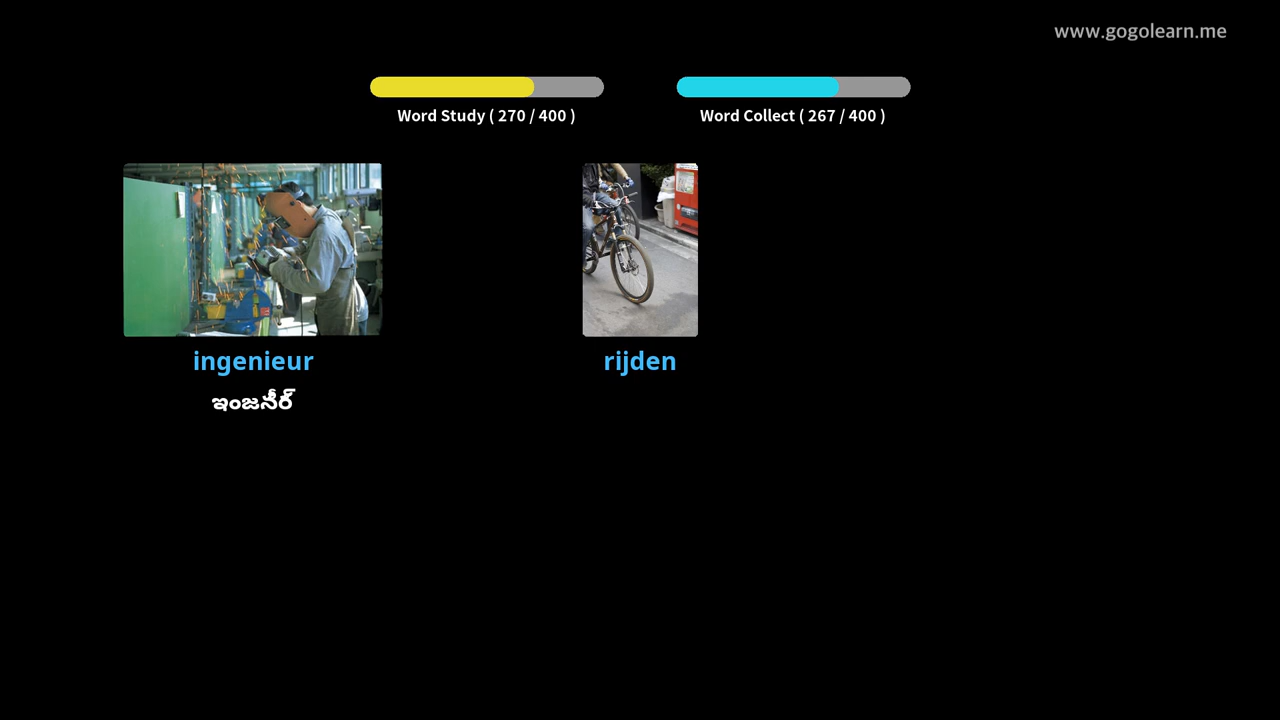 www.gogolearn.me
Word Study ( 270 / 400 )
Word Collect ( 267 / 400 )
ingenieur
rijden
ఇంజనీర్